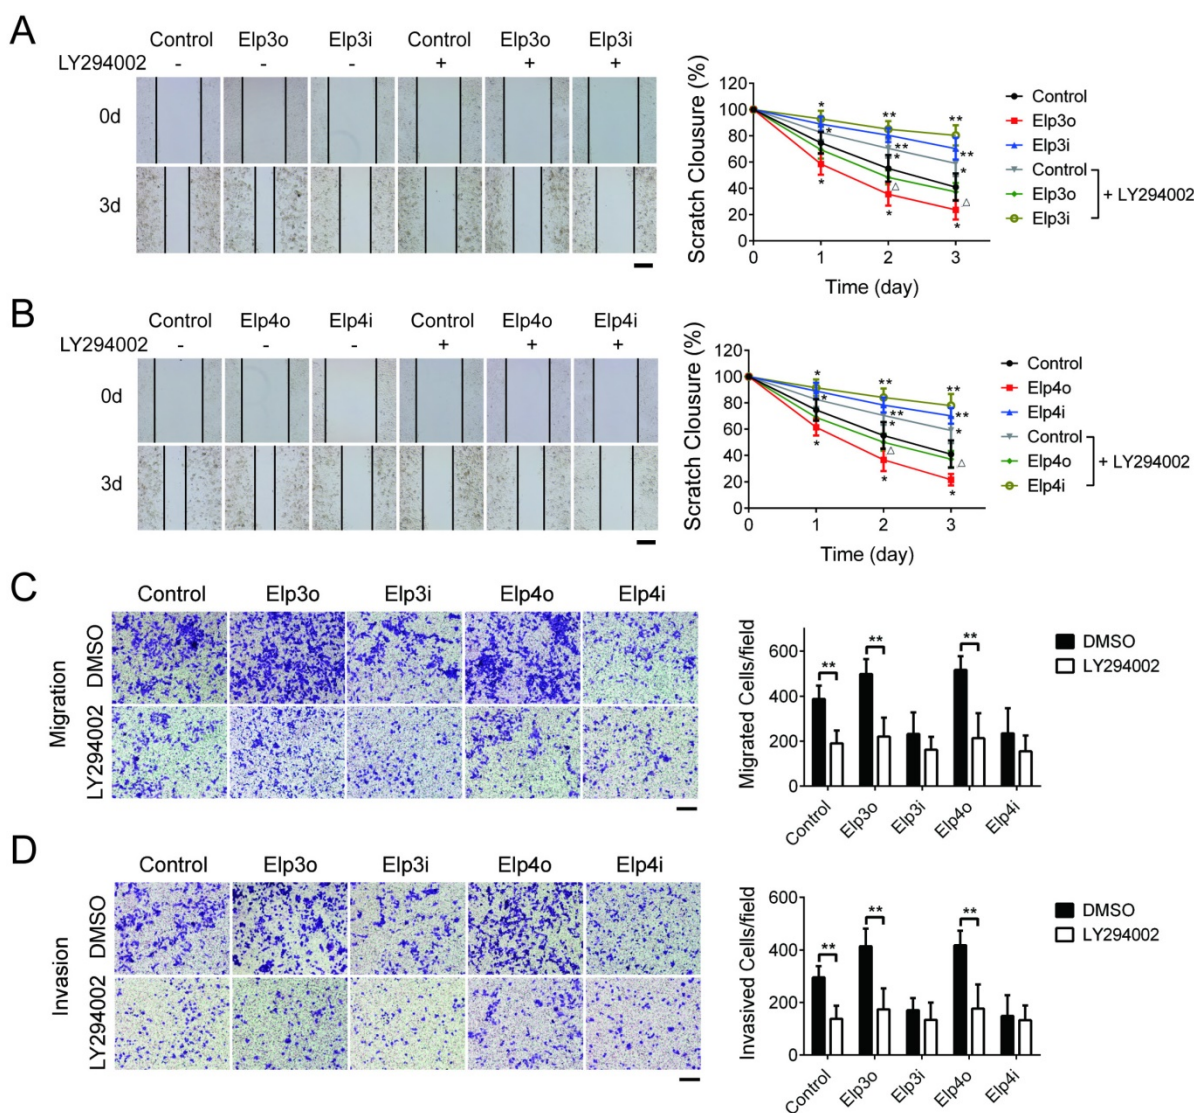 A
Control Elp3o Elp3i Control Elp3o Elp3i
LY294002 - - - + + +
0d
3d
Scratch Clousure (%)
120
100
80
60
40
20
0
0 1 2 3
Time (day)
* ** **
* ** **
* *
△ △
* * *
Control
Elp3o
Elp3i
Control
Elp3o
Elp3i
+ LY294002
B
Control Elp4o Elp4i Control Elp4o Elp4i
LY294002 - - - + + +
0d
3d
Scratch Clousure (%)
120
100
80
60
40
20
0
0 1 2 3
Time (day)
* ** **
* ** **
* *
△ △
* * *
Control
Elp4o
Elp4i
Control
Elp4o
Elp4i
+ LY294002
C
Control Elp3o Elp3i Elp4o Elp4i
Migration
DMSO
LY294002
Migrated Cells/field
600
400
200
0
** ** **
Control Elp3o Elp3i Elp4o Elp4i
DMSO
LY294002
D
Control Elp3o Elp3i Elp4o Elp4i
Invasion
DMSO
LY294002
Invasived Cells/field
600
400
200
0
** ** **
Control Elp3o Elp3i Elp4o Elp4i
DMSO
LY294002